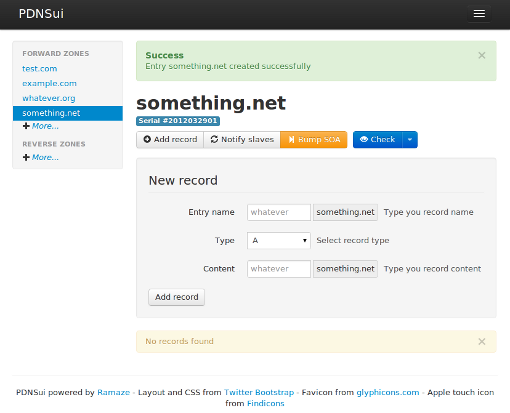 PDNSui
FORWARD ZONES
test.com
example.com
whatever.org
something.net
More...
REVERSE ZONES
More...
Success
Entry something.net created successfully
something.net
Serial #2012032901
Add record Notify slaves Bump SOA Check
New record
Entry name whatever something.net Type you record name
Type A Select record type
Content whatever something.net Type you record content
Add record
No records found
PDNSui powered by Ramaze - Layout and CSS from Twitter Bootstrap - Favicon from glyphicons.com - Apple touch icon
from Findicons